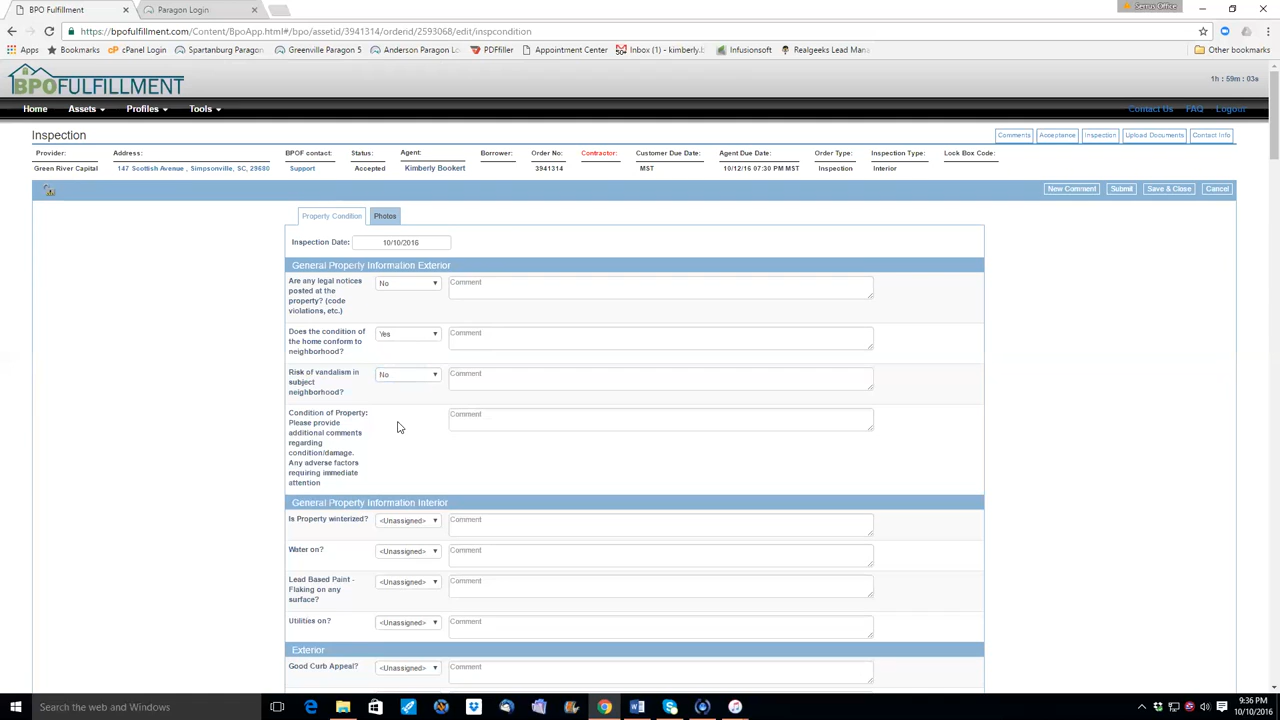 BPO Fulfillment
Paragon Login
Serrus Office
https://bpofulfillment.com/Content/BpoApp.html#/bpo/assetid/3941314/orderid/2593068/edit/inspcondition
Apps
Bookmarks
cPanel Login
Spartanburg Paragon
Greenville Paragon 5
Anderson Paragon Lo
PDFfiller
Appointment Center
Inbox (1) - kimberly.b
Infusionsoft
Realgeeks Lead Mana
Other bookmarks
BPOFULFILLMENT
1h : 59m : 03s
Home Assets Profiles Tools
Contact Us FAQ Logout
Inspection
Comments Acceptance Inspection Upload Documents Contact Info
Provider: Address: BPOF contact: Status: Agent: Borrower: Order No: Contractor: Customer Due Date: Agent Due Date: Order Type: Inspection Type: Lock Box Code:
Green River Capital 147 Scottish Avenue , Simpsonville, SC, 29680 Support Accepted Kimberly Bookert 3941314 MST 10/12/16 07:30 PM MST Inspection Interior
New Comment Submit Save & Close Cancel
Property Condition Photos
Inspection Date: 10/10/2016
General Property Information Exterior
Are any legal notices
posted at the
property? (code
violations, etc.)
No
Comment
Does the condition of
the home conform to
neighborhood?
Yes
Comment
Risk of vandalism in
subject
neighborhood?
No
Comment
Condition of Property:
Please provide
additional comments
regarding
condition/damage.
Any adverse factors
requiring immediate
attention
Comment
General Property Information Interior
Is Property winterized? <Unassigned> Comment
Water on? <Unassigned> Comment
Lead Based Paint -
Flaking on any
surface?
<Unassigned>
Comment
Utilities on? <Unassigned> Comment
Exterior
Good Curb Appeal? <Unassigned> Comment
Search the web and Windows
9:36 PM
10/10/2016